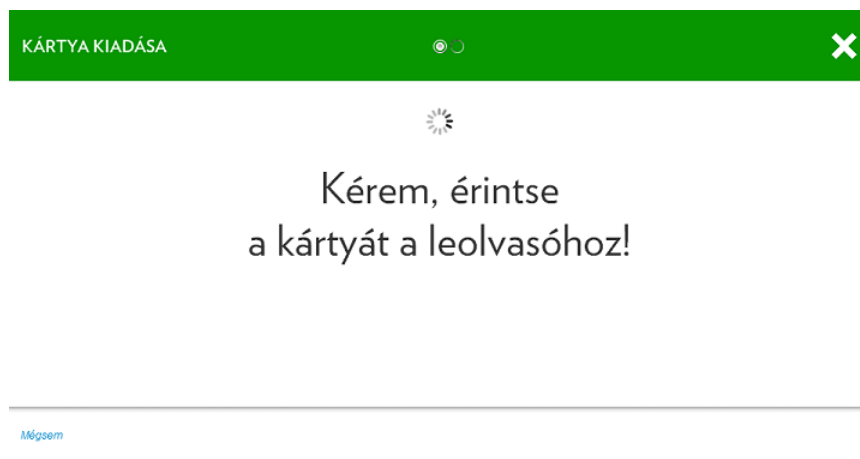 KÁRTYA KIADÁSA
Kérem, érintse
a kártyát a leolvasóhoz!
Mégsem